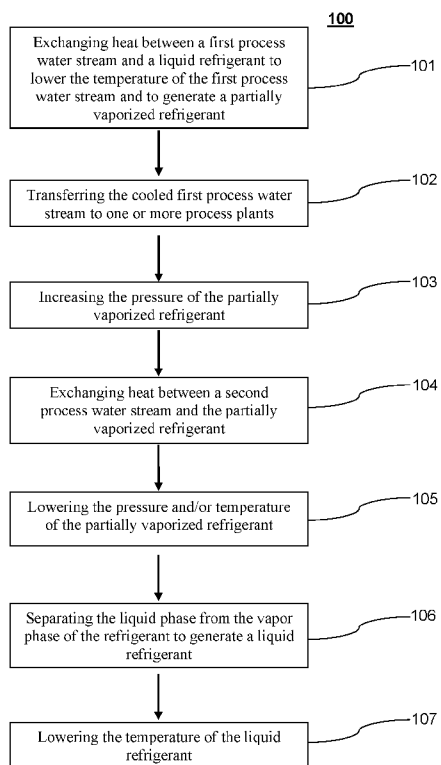 100
Exchanging heat between a first process
water stream and a liquid refrigerant to
lower the temperature of the first process
water stream and to generate a partially
vaporized refrigerant
101
Transferring the cooled first process water
stream to one or more process plants
102
Increasing the pressure of the partially
vaporized refrigerant
103
Exchanging heat between a second
process water stream and the partially
vaporized refrigerant
104
Lowering the pressure and/or temperature
of the partially vaporized refrigerant
105
Separating the liquid phase from the vapor
phase of the refrigerant to generate a liquid
refrigerant
106
Lowering the temperature of the liquid
refrigerant
107